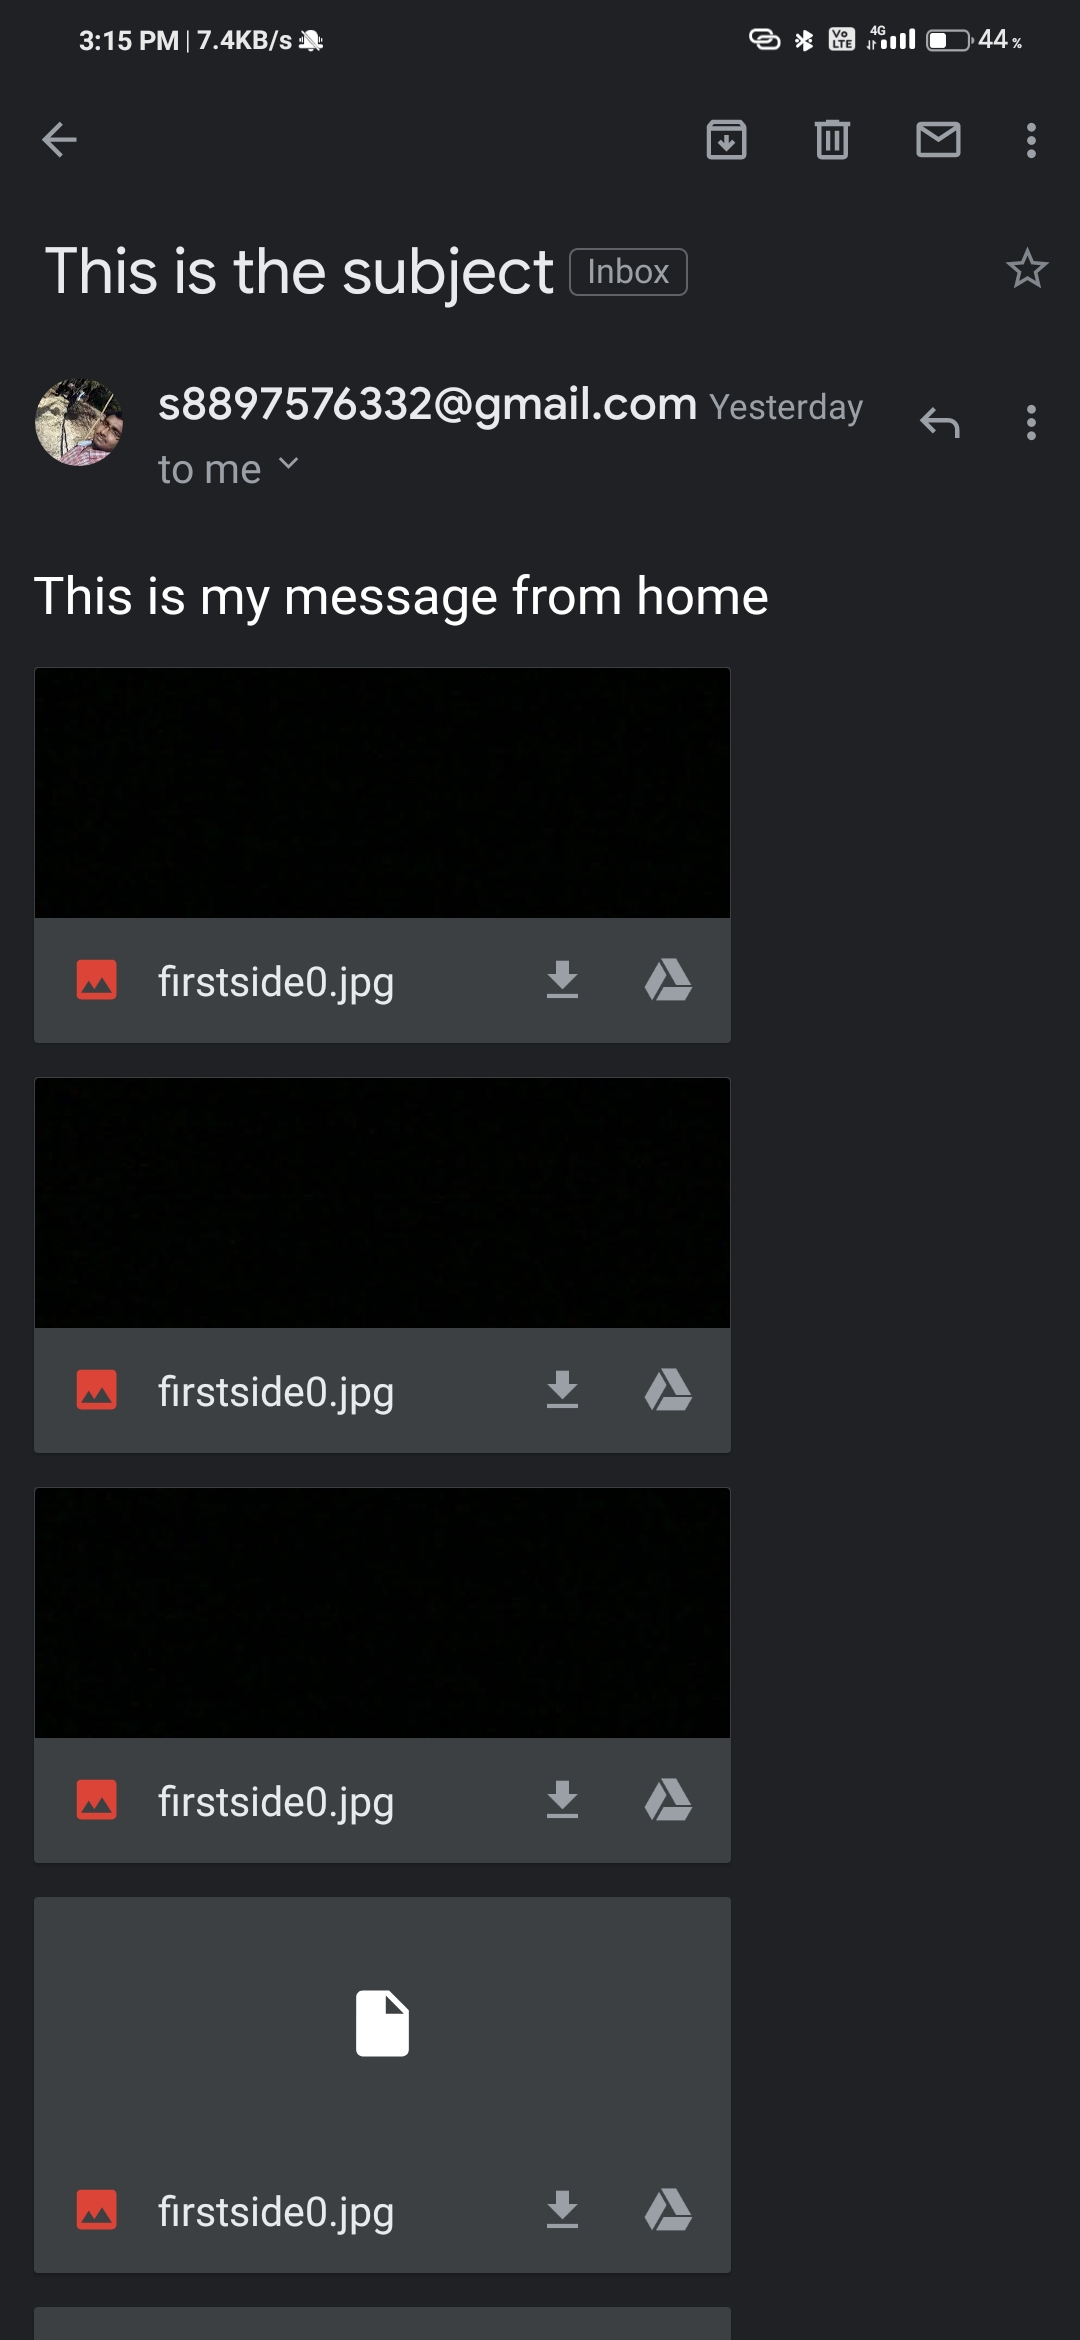 3:15 PM | 7.4KB/s
Vo LTE 4G 44 %
This is the subject Inbox
s8897576332@gmail.com Yesterday
to me
This is my message from home
firstside0.jpg
firstside0.jpg
firstside0.jpg
firstside0.jpg